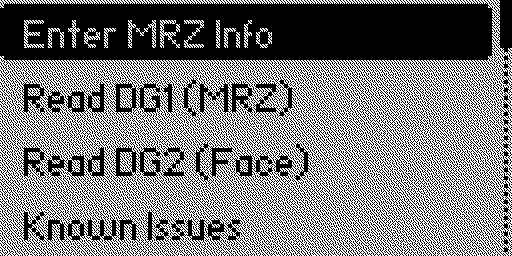 Enter MRZ Info
Read DG1 (MRZ)
Read DG2 (Face)
Known Issues